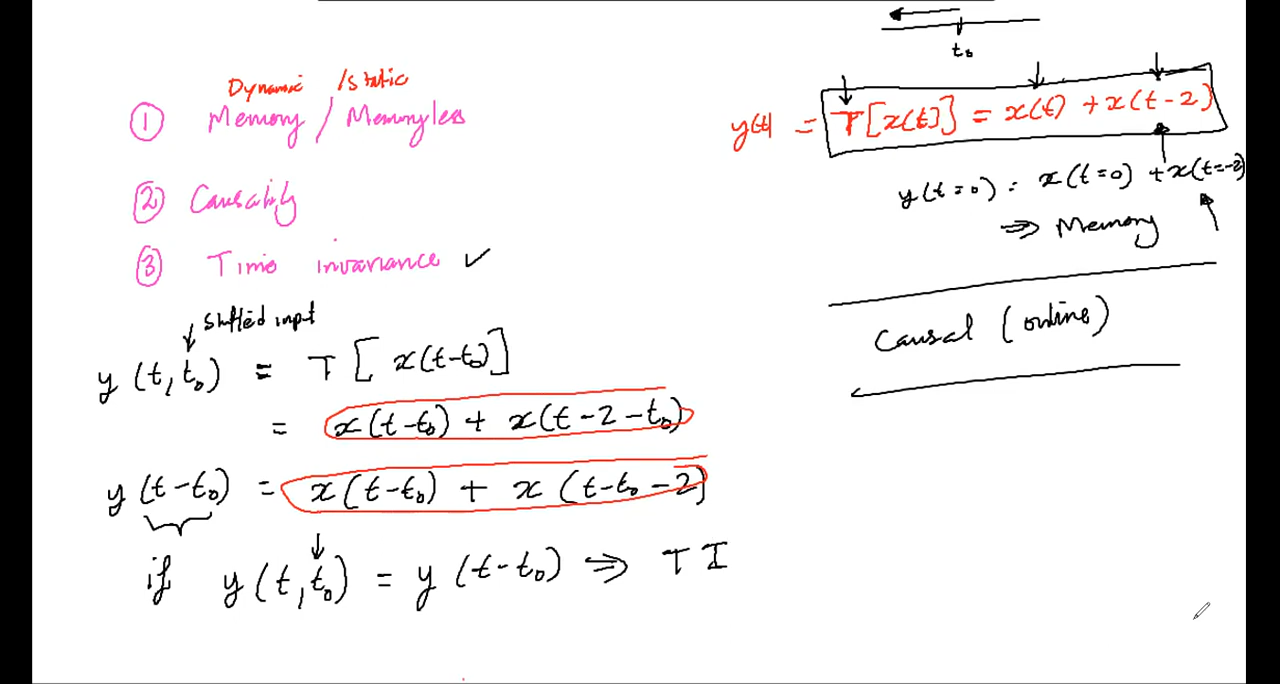 Dynamic /static
① Memory / Memoryless
② Causability
③ Time invariance ✓
shifted input
y (t, t₀) = T [ x(t-t₀) ]
= x(t-t₀) + x(t-2-t₀)
y (t-t₀) = x(t-t₀) + x (t-t₀-2)
if y(t, t₀) = y (t-t₀) ⇒ TI
t₀
y(t) = T[x(t)] = x(t) + x(t-2)
y(t=0) = x(t=0) + x(t=-2)
⇒ Memory
Causal (online)